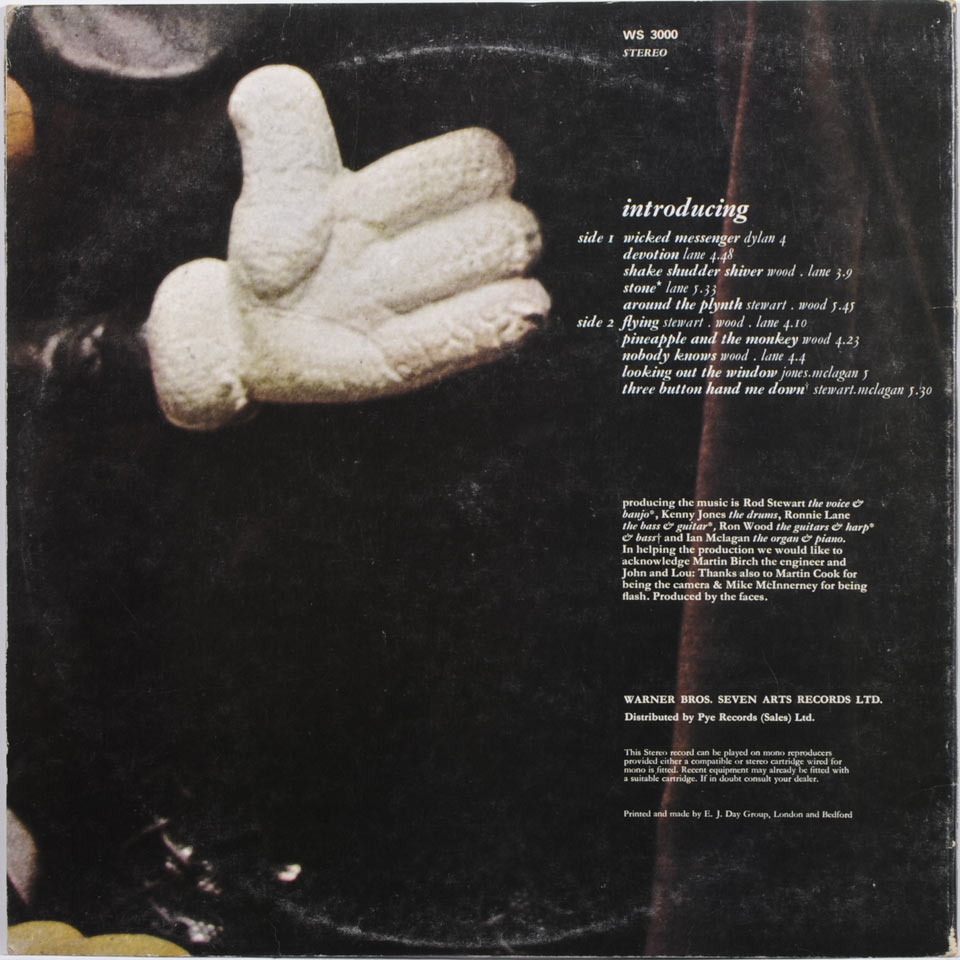 WS 3000
STEREO
introducing
side 1 wicked messenger dylan 4
devotion lane 4.48
shake shudder shiver wood . lane 3.9
stone* lane 5.33
around the plynth stewart . wood 5.45
side 2 flying stewart . wood . lane 4.10
pineapple and the monkey wood 4.23
nobody knows wood . lane 4.4
looking out the window jones.mclagan 5
three button hand me down† stewart.mclagan 5.30
producing the music is Rod Stewart the voice &
banjo*, Kenny Jones the drums, Ronnie Lane
the bass & guitar*, Ron Wood the guitars & harp*
& bass† and Ian Mclagan the organ & piano.
In helping the production we would like to
acknowledge Martin Birch the engineer and
John and Lou: Thanks also to Martin Cook for
being the camera & Mike McInnerney for being
flash. Produced by the faces.
WARNER BROS. SEVEN ARTS RECORDS LTD.
Distributed by Pye Records (Sales) Ltd.
This Stereo record can be played on mono reproducers
provided either a compatible or stereo cartridge wired for
mono is fitted. Recent equipment may already be fitted with
a suitable cartridge. If in doubt consult your dealer.
Printed and made by E. J. Day Group, London and Bedford